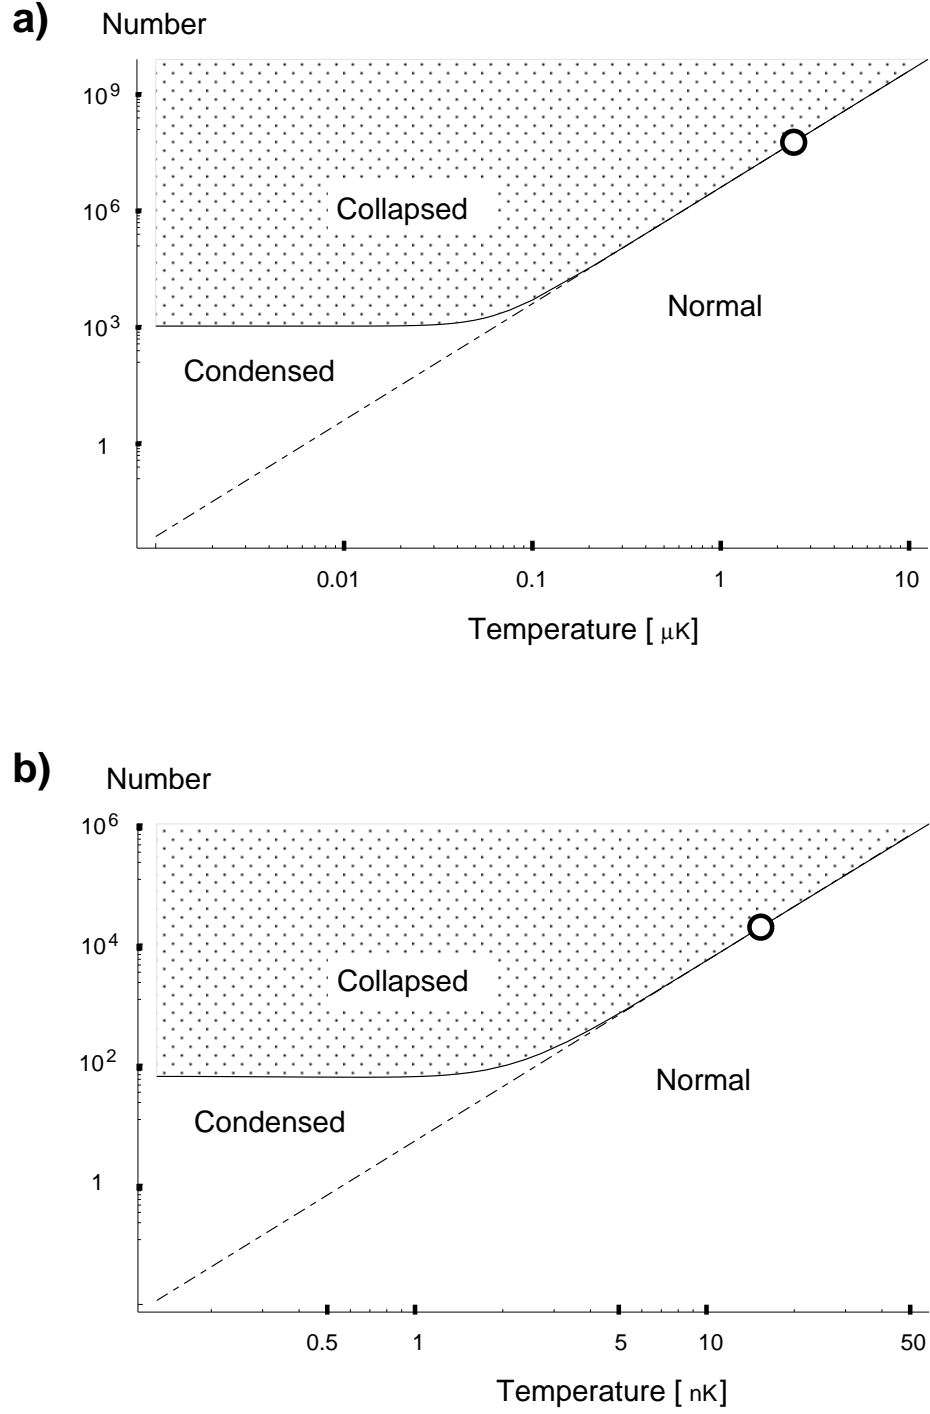 a)
Number
10^9
10^6
Collapsed
Normal
10^3
Condensed
1
0.01 0.1 1 10
Temperature [ μK]
b)
Number
10^6
10^4
Collapsed
10^2
Normal
Condensed
1
0.5 1 5 10 50
Temperature [ nK]